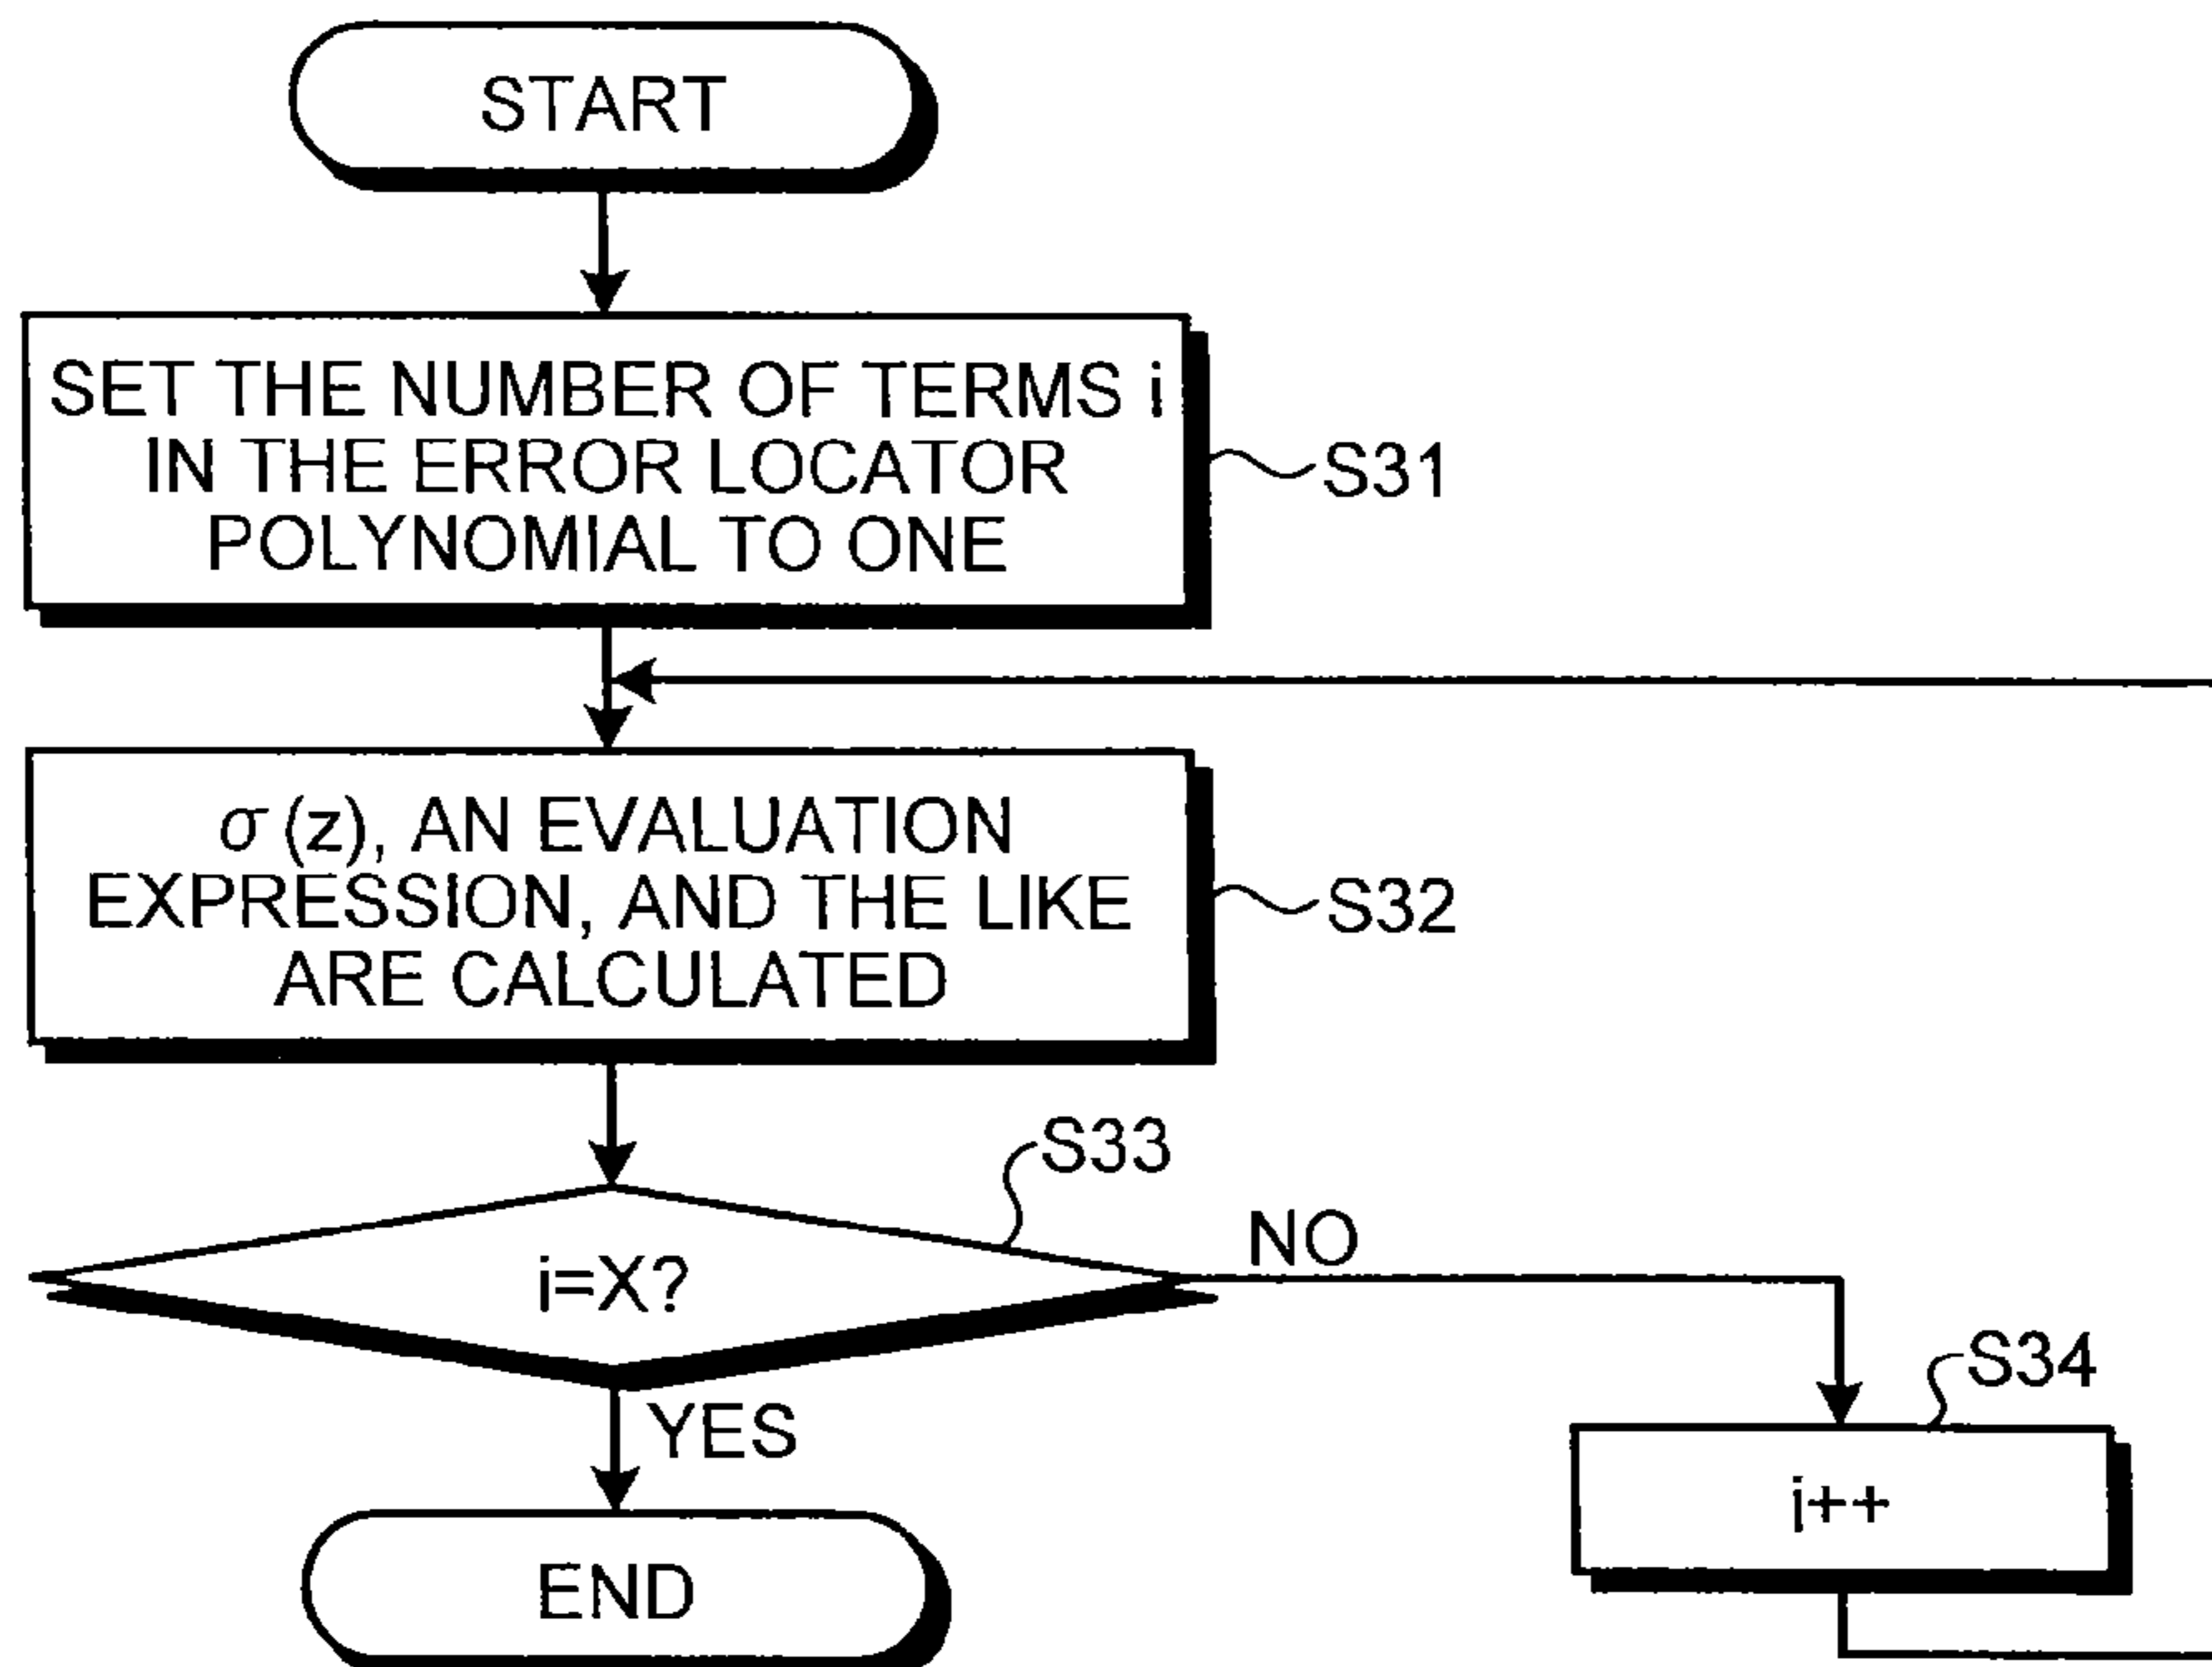 START
SET THE NUMBER OF TERMS i
IN THE ERROR LOCATOR
POLYNOMIAL TO ONE
S31
σ(z), AN EVALUATION
EXPRESSION, AND THE LIKE
ARE CALCULATED
S32
S33
i=X?
NO
YES
S34
i++
END